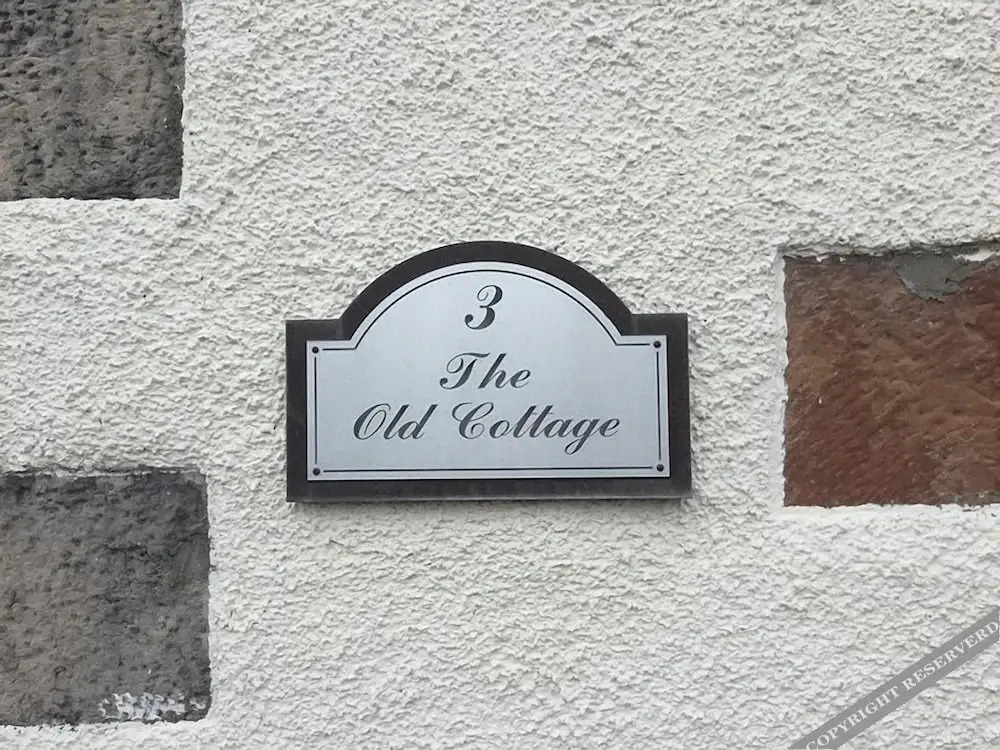 3
The
Old Cottage
COPYRIGHT RESERVERD